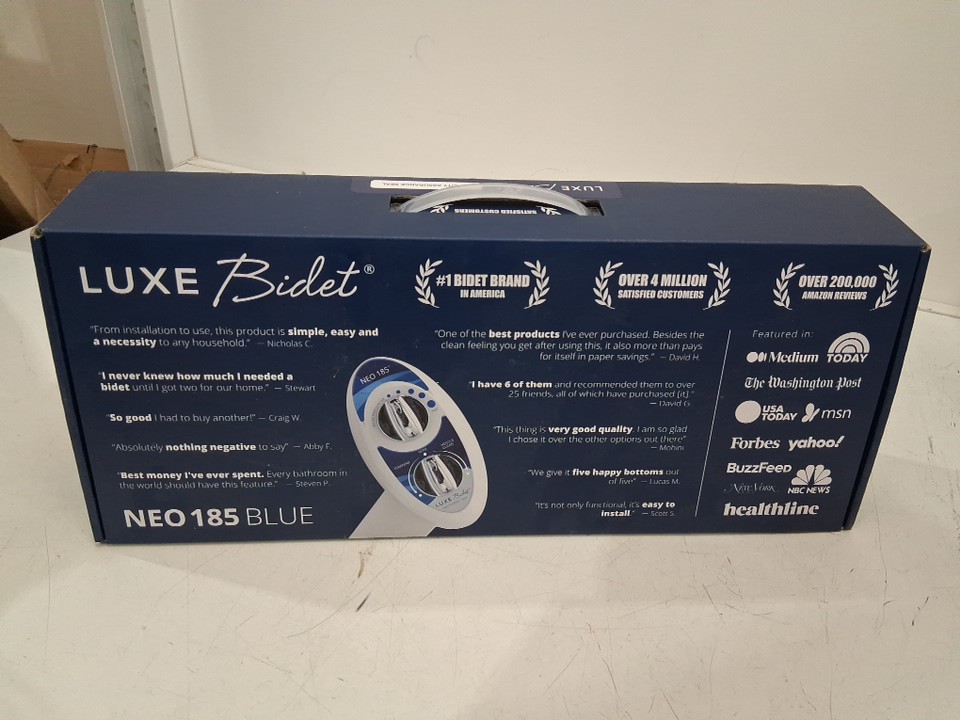 LUXE
SATISFIED CUSTOMERS
LUXE Bidet®
#1 BIDET BRAND
IN AMERICA
OVER 4 MILLION
SATISFIED CUSTOMERS
OVER 200,000
AMAZON REVIEWS
"From installation to use, this product is simple, easy and
a necessity to any household." — Nicholas C.
"I never knew how much I needed a
bidet until I got two for our home." — Stewart
"So good I had to buy another!" — Craig W.
"Absolutely nothing negative to say" — Abby F.
"Best money I've ever spent. Every bathroom in
the world should have this feature." — Steven P.
NEO 185 BLUE
NEO 185
LUXE Bidet
"One of the best products I've ever purchased. Besides the
clean feeling you get after using this, it also more than pays
for itself in paper savings." — David H.
"I have 6 of them and recommended them to over
25 friends, all of which have purchased [it]."
— David G.
"This thing is very good quality. I am so glad
I chose it over the other options out there"
— Mohini
"We give it five happy bottoms out
of five" — Lucas M.
"It's not only functional, it's easy to
install." — Scott S.
Featured in:
Medium TODAY
The Washington Post
USA TODAY msn
Forbes yahoo!
BuzzFeed
New York NBC NEWS
healthline